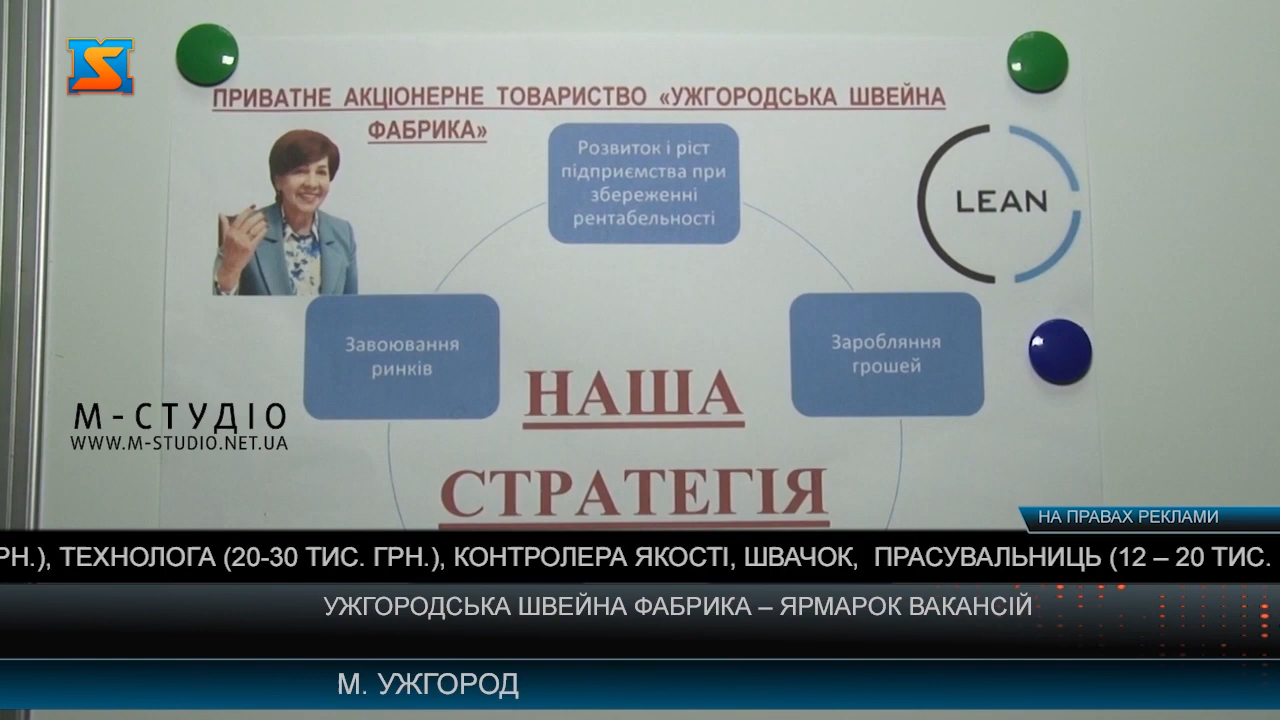 ПРИВАТНЕ АКЦІОНЕРНЕ ТОВАРИСТВО «УЖГОРОДСЬКА ШВЕЙНА
ФАБРИКА»
Розвиток і ріст
підприємства при
збереженні
рентабельності
LEAN
Завоювання
ринків
Заробляння
грошей
НАША
СТРАТЕГІЯ
М-СТУДІО
WWW.M-STUDIO.NET.UA
НА ПРАВАХ РЕКЛАМИ
РН.), ТЕХНОЛОГА (20-30 ТИС. ГРН.), КОНТРОЛЕРА ЯКОСТІ, ШВАЧОК, ПРАСУВАЛЬНИЦЬ (12 – 20 ТИС.
УЖГОРОДСЬКА ШВЕЙНА ФАБРИКА – ЯРМАРОК ВАКАНСІЙ
М. УЖГОРОД